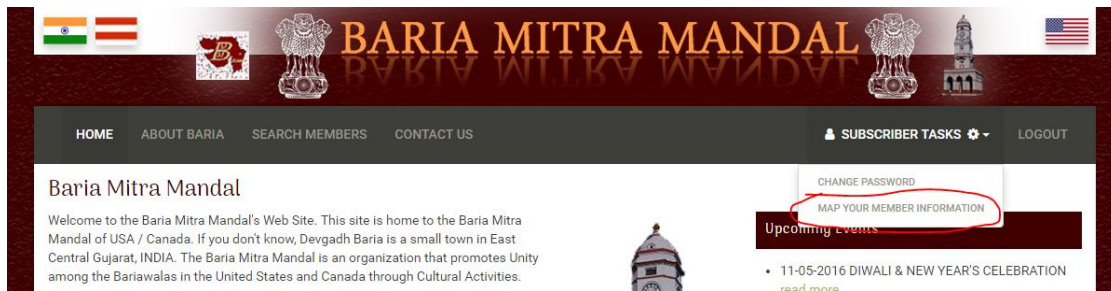 BARIA MITRA MANDAL
HOME ABOUT BARIA SEARCH MEMBERS CONTACT US SUBSCRIBER TASKS LOGOUT
CHANGE PASSWORD
MAP YOUR MEMBER INFORMATION
Baria Mitra Mandal
Welcome to the Baria Mitra Mandal's Web Site. This site is home to the Baria Mitra
Mandal of USA / Canada. If you don't know, Devgadh Baria is a small town in East
Central Gujarat, INDIA. The Baria Mitra Mandal is an organization that promotes Unity
among the Bariawalas in the United States and Canada through Cultural Activities.
Upcoming Events
11-05-2016 DIWALI & NEW YEAR'S CELEBRATION
read more